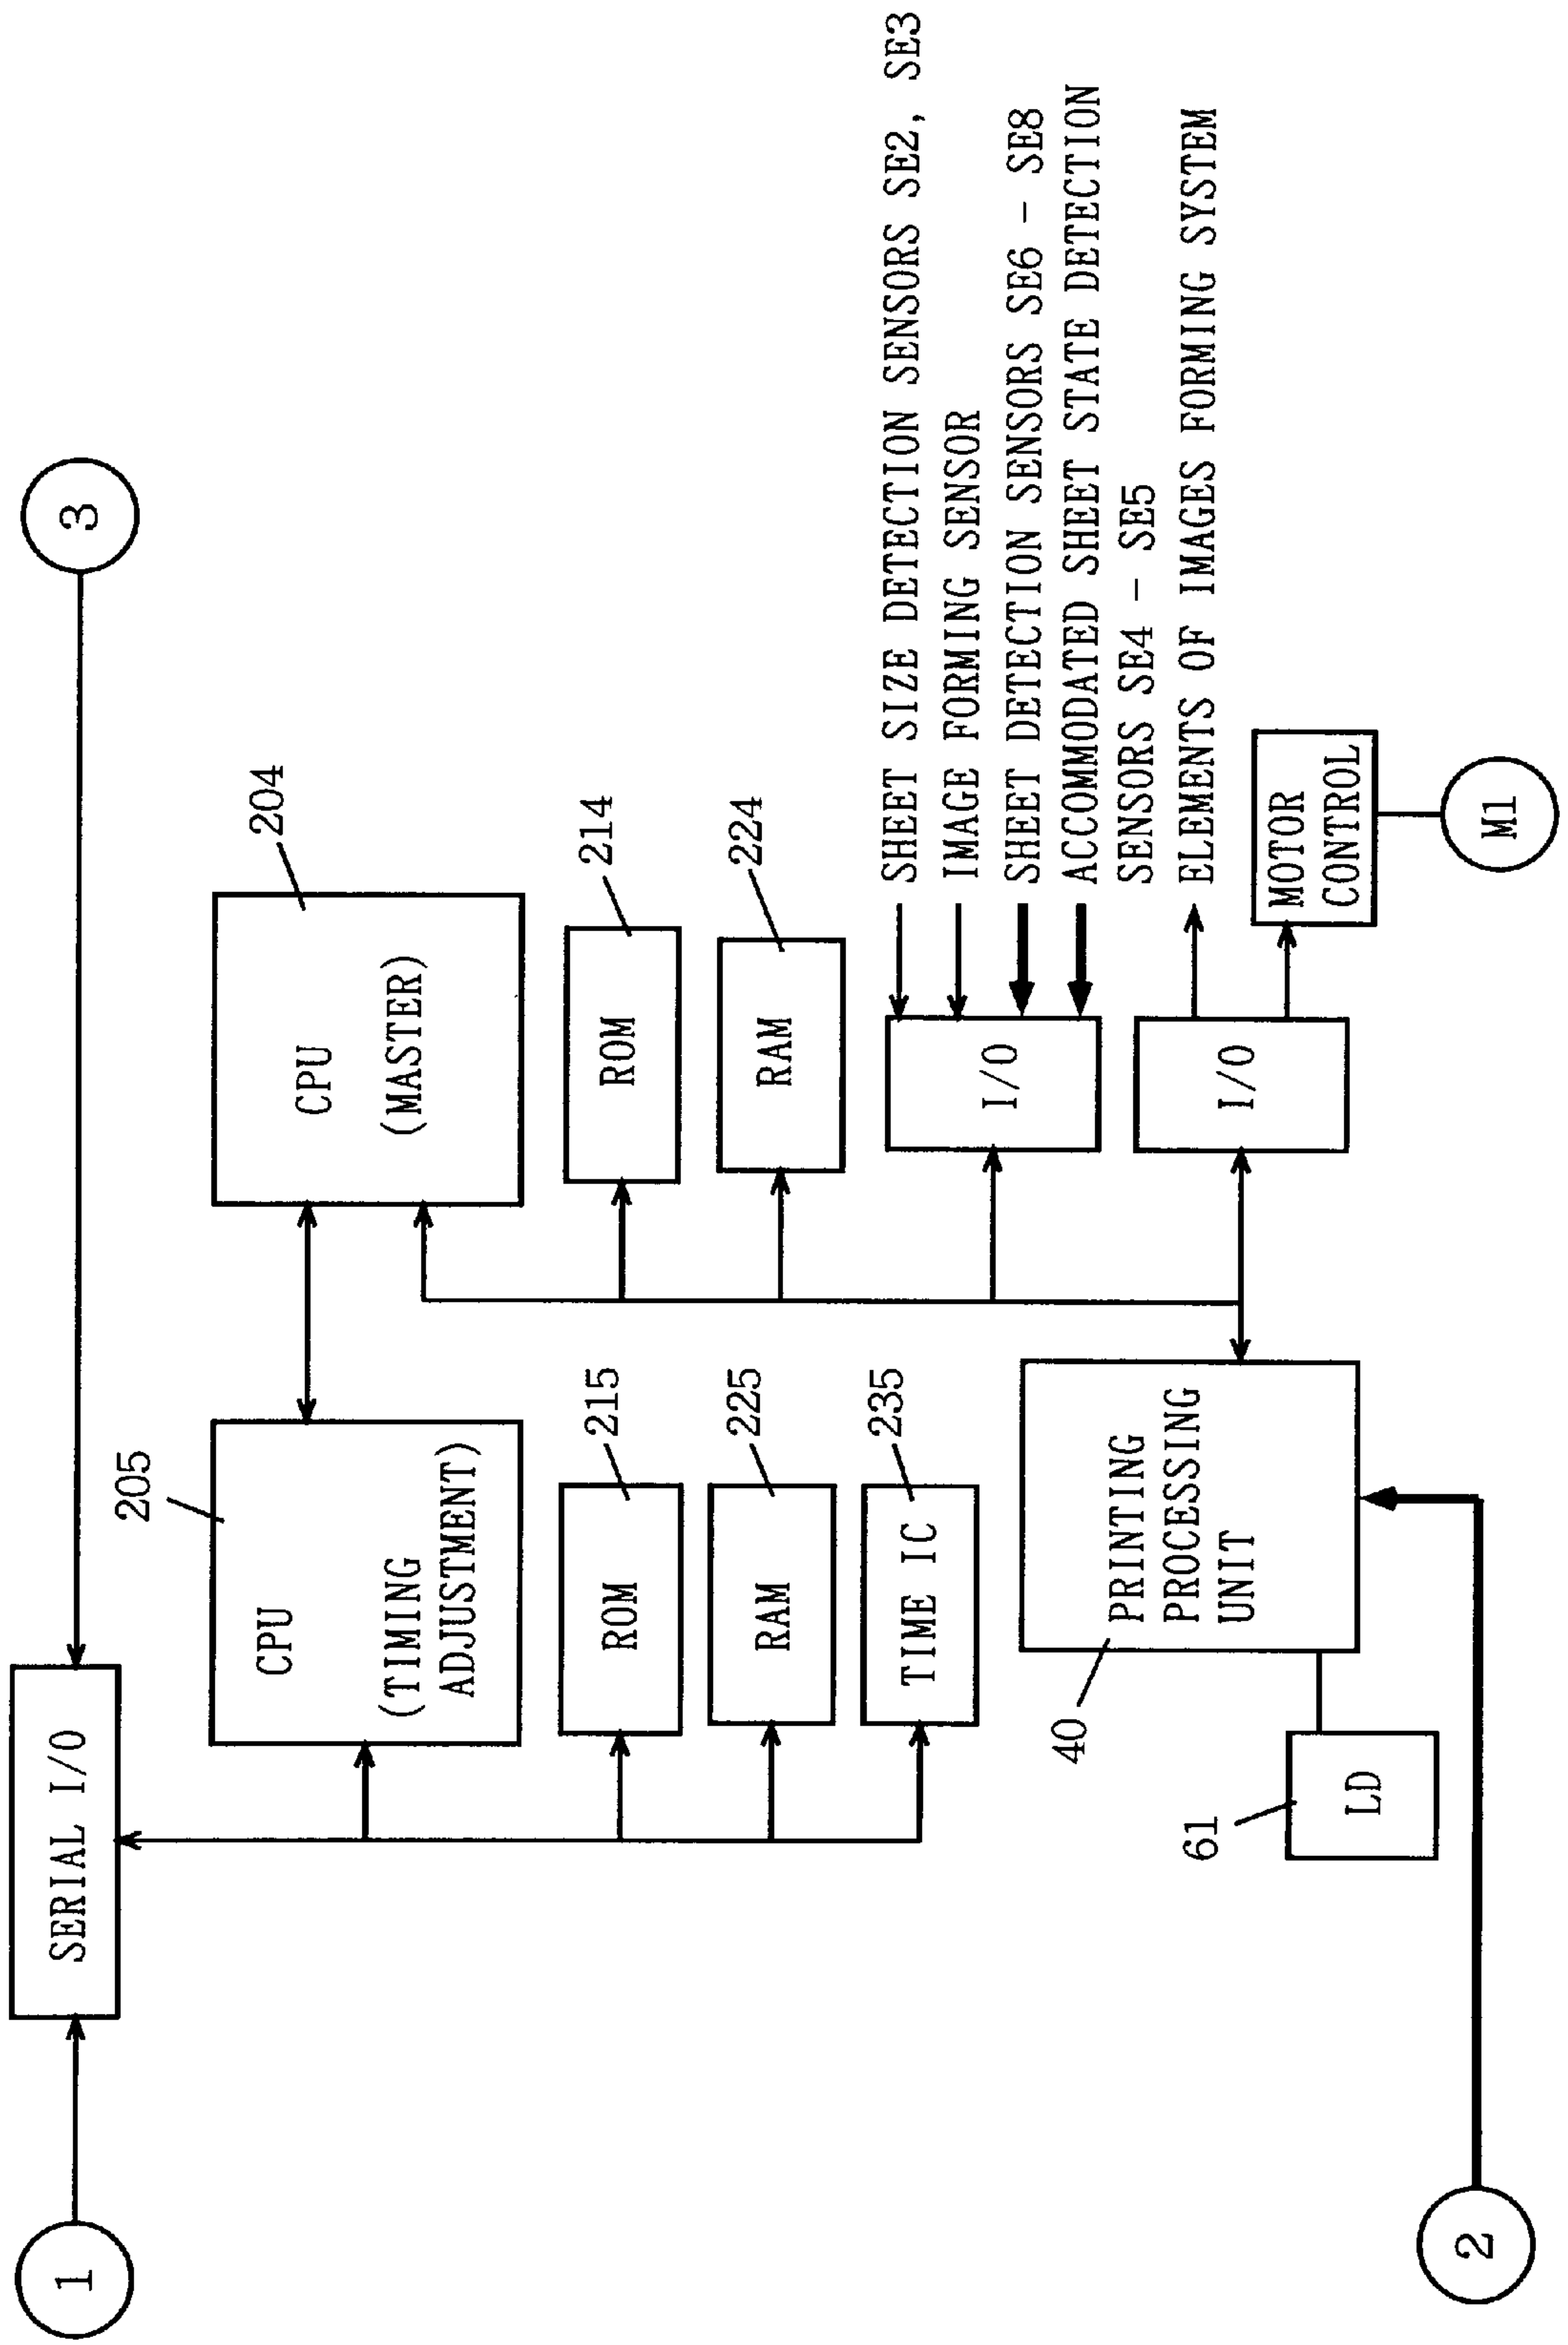 1
SERIAL I/O
3
205
CPU
(TIMING
ADJUSTMENT)
204
CPU
(MASTER)
ROM
215
ROM
214
RAM
225
RAM
224
TIME IC
235
I/O
SHEET SIZE DETECTION SENSORS SE2, SE3
IMAGE FORMING SENSOR
SHEET DETECTION SENSORS SE6 - SE8
ACCOMMODATED SHEET STATE DETECTION
SENSORS SE4 - SE5
40
PRINTING
PROCESSING
UNIT
I/O
ELEMENTS OF IMAGES FORMING SYSTEM
MOTOR
CONTROL
61
LD
M1
2